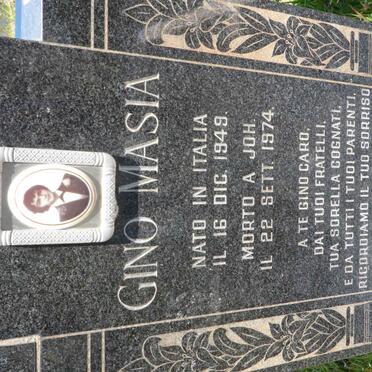 GINO MASIA
NATO IN ITALIA
IL 16 DIC. 1949.
MORTO A JOH.
IL 22 SETT. 1974.
A TE GINO CARO,
DAI TUOI FRATELLI,
TUA SORELLA COGNATI,
E DA TUTTI I TUOI PARENTI.
RICORDIAMO IL TUO SORRISO